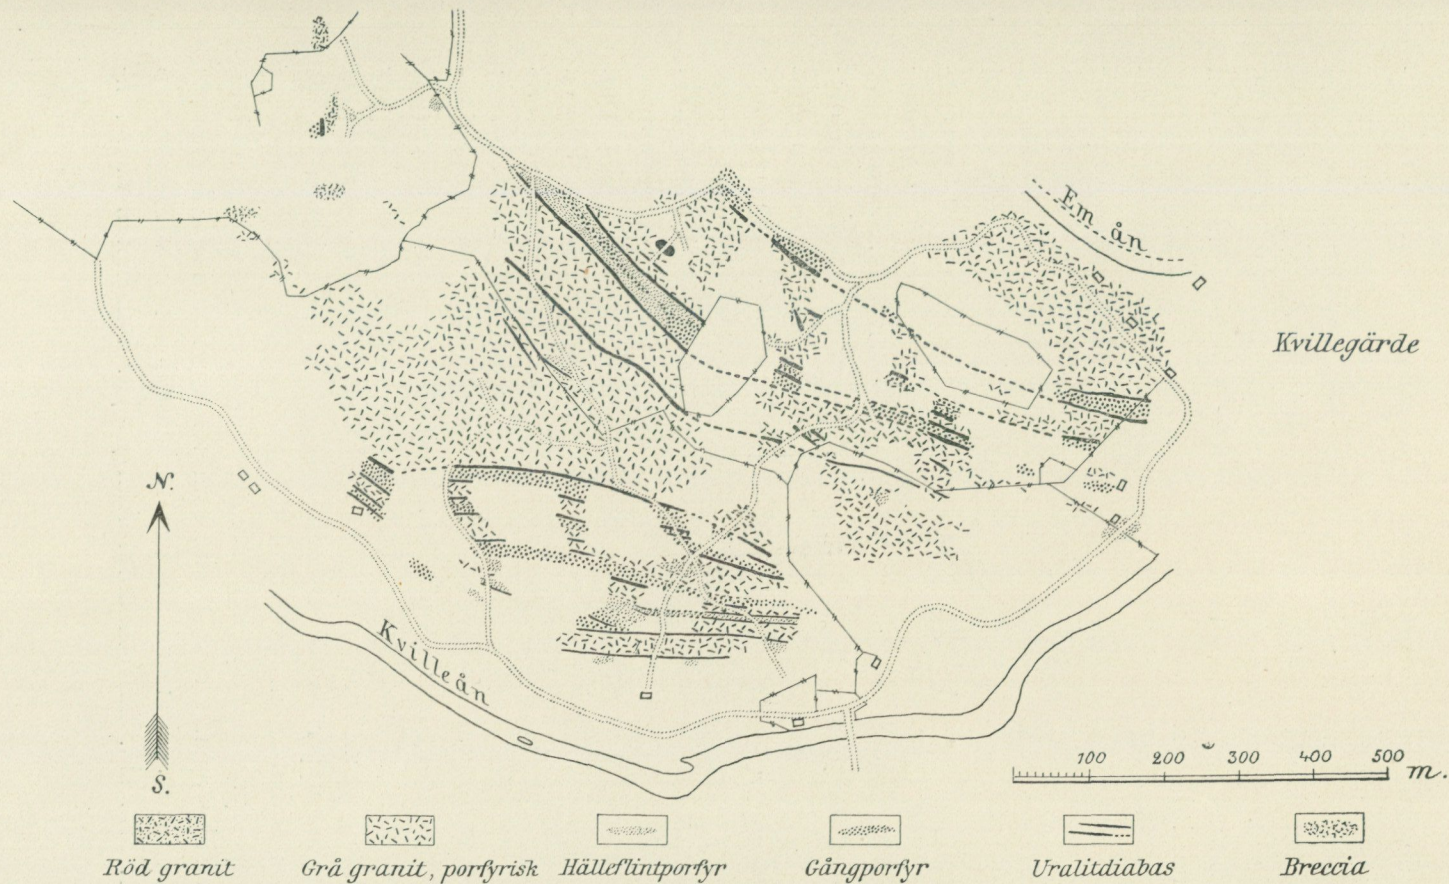 Em ån
Kvillegärde
N.
S.
Kvilleån
100 200 300 400 500 m.
Röd granit
Grå granit, porfyrisk
Hälleflintporfyr
Gångporfyr
Uralitdiabas
Breccia